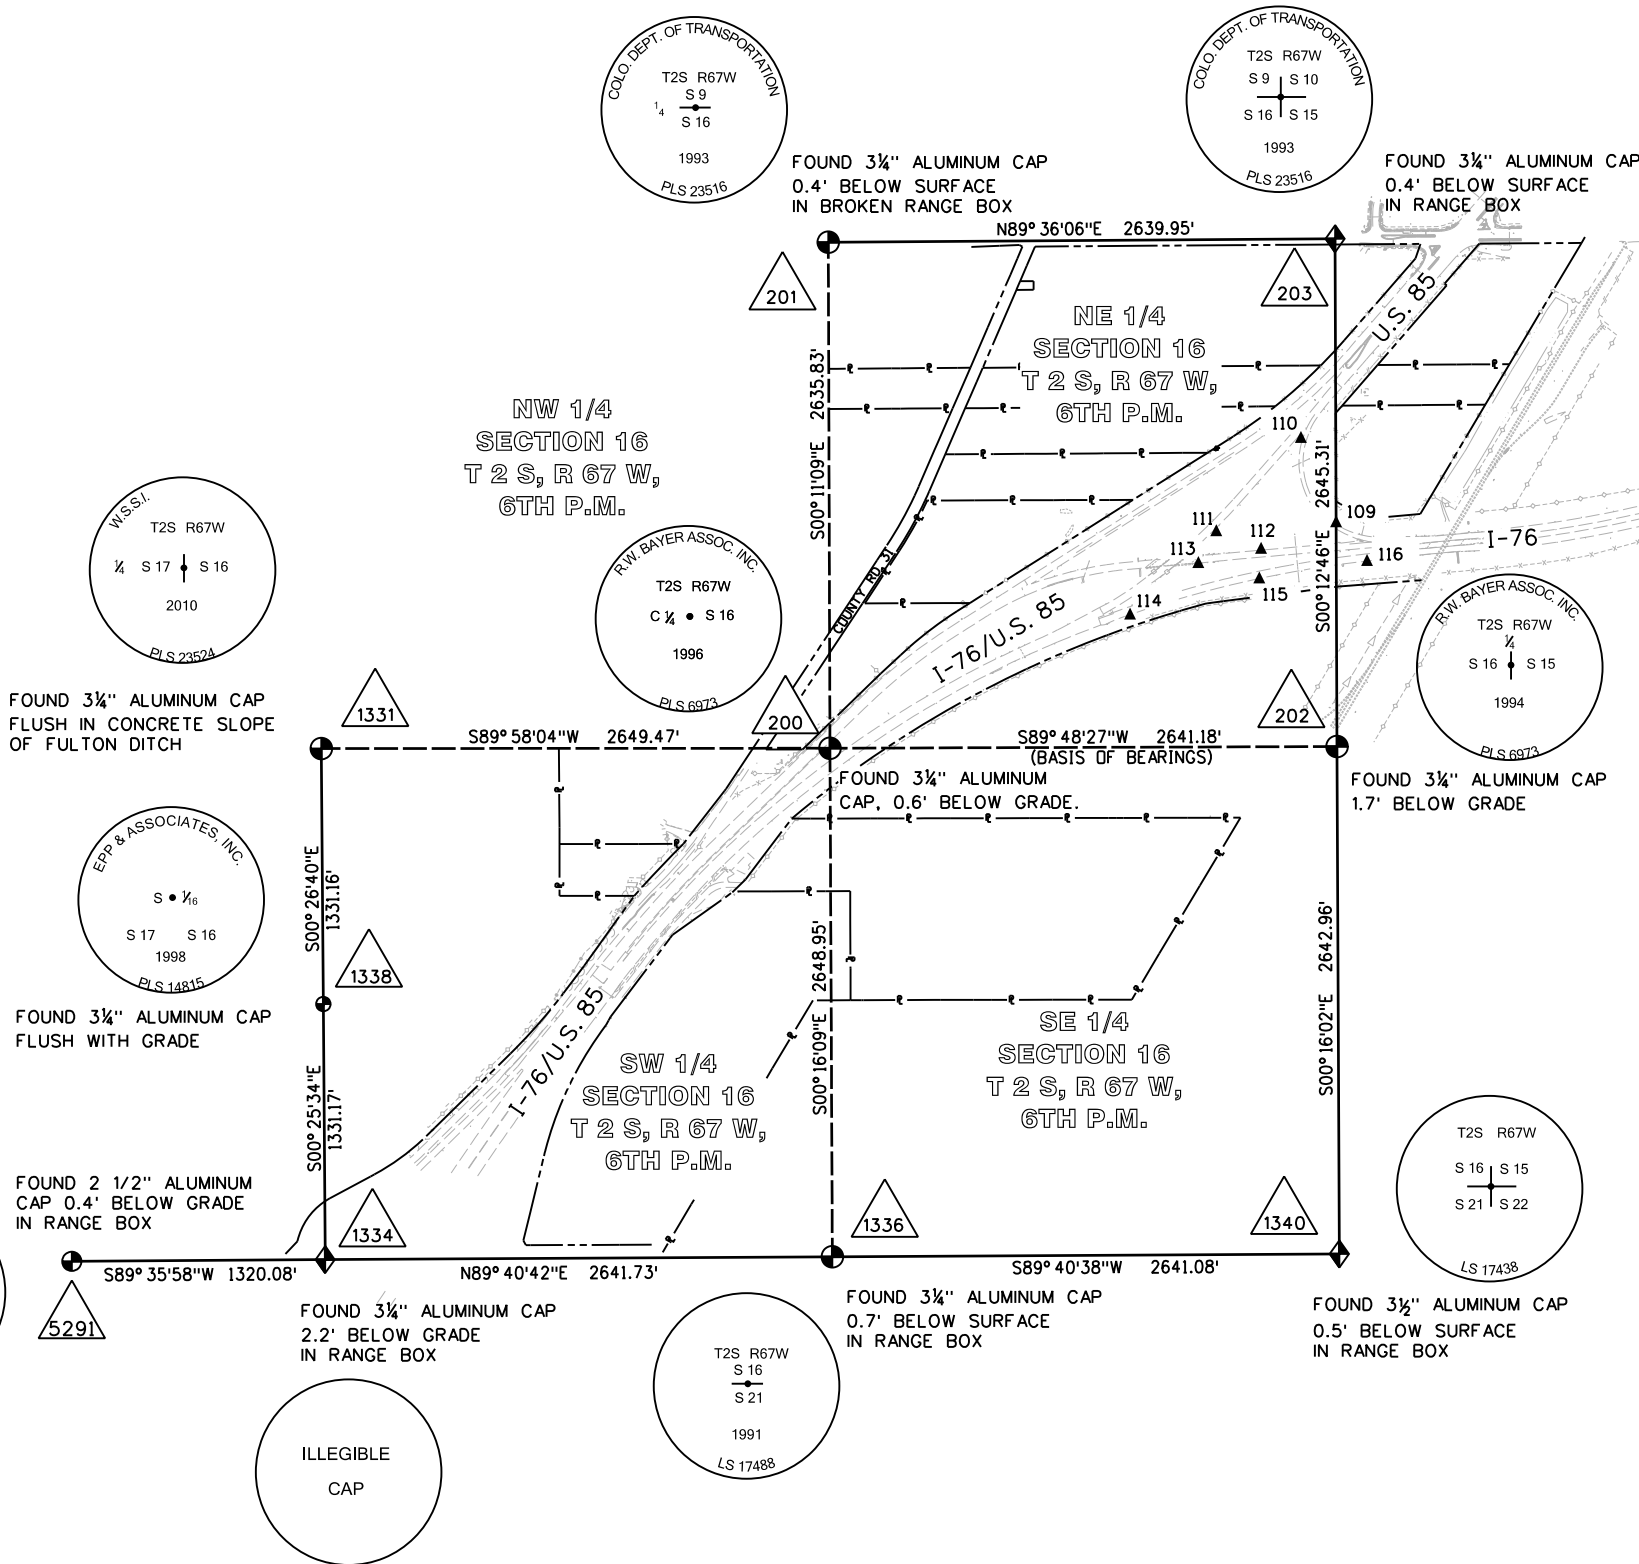 COLO. DEPT. OF TRANSPORTATION
T2S R67W
S 9
1/4
S 16
1993
PLS 23516
FOUND 3¼" ALUMINUM CAP
0.4' BELOW SURFACE
IN BROKEN RANGE BOX
COLO. DEPT. OF TRANSPORTATION
T2S R67W
S 9 S 10
S 16 S 15
1993
PLS 23516
FOUND 3¼" ALUMINUM CAP
0.4' BELOW SURFACE
IN RANGE BOX
N89°36'06"E 2639.95'
201
203
U.S. 85
NE 1/4
SECTION 16
T 2 S, R 67 W,
6TH P.M.
S00°11'09"E 2635.83'
NW 1/4
SECTION 16
T 2 S, R 67 W,
6TH P.M.
110
S00°12'46"E 2645.31'
109
111
112
113
116
I-76
115
114
I-76/U.S. 85
COUNTY RD 31
W.S.S.I.
T2S R67W
¼ S 17 S 16
2010
PLS 23524
FOUND 3¼" ALUMINUM CAP
FLUSH IN CONCRETE SLOPE
OF FULTON DITCH
R.W. BAYER ASSOC. INC.
T2S R67W
C ¼ S 16
1996
PLS 6973
R.W. BAYER ASSOC. INC.
T2S R67W
¼
S 16 S 15
1994
PLS 6973
1331
200
202
S89°58'04"W 2649.47'
S89°48'27"W 2641.18'
(BASIS OF BEARINGS)
FOUND 3¼" ALUMINUM
CAP, 0.6' BELOW GRADE.
FOUND 3¼" ALUMINUM CAP
1.7' BELOW GRADE
EPP & ASSOCIATES, INC.
S 1/16
S 17 S 16
1998
PLS 14815
FOUND 3¼" ALUMINUM CAP
FLUSH WITH GRADE
S00°26'40"E
1331.16'
1338
S00°25'34"E
1331.17'
S00°16'09"E 2648.95'
S00°16'02"E 2642.96'
I-76/U.S. 85
SW 1/4
SECTION 16
T 2 S, R 67 W,
6TH P.M.
SE 1/4
SECTION 16
T 2 S, R 67 W,
6TH P.M.
T2S R67W
S 16 S 15
S 21 S 22
LS 17438
FOUND 2 1/2" ALUMINUM
CAP 0.4' BELOW GRADE
IN RANGE BOX
1334
1336
1340
S89°35'58"W 1320.08'
N89°40'42"E 2641.73'
S89°40'38"W 2641.08'
5291
FOUND 3¼" ALUMINUM CAP
2.2' BELOW GRADE
IN RANGE BOX
FOUND 3¼" ALUMINUM CAP
0.7' BELOW SURFACE
IN RANGE BOX
FOUND 3½" ALUMINUM CAP
0.5' BELOW SURFACE
IN RANGE BOX
ILLEGIBLE
CAP
T2S R67W
S 16
S 21
1991
LS 17488